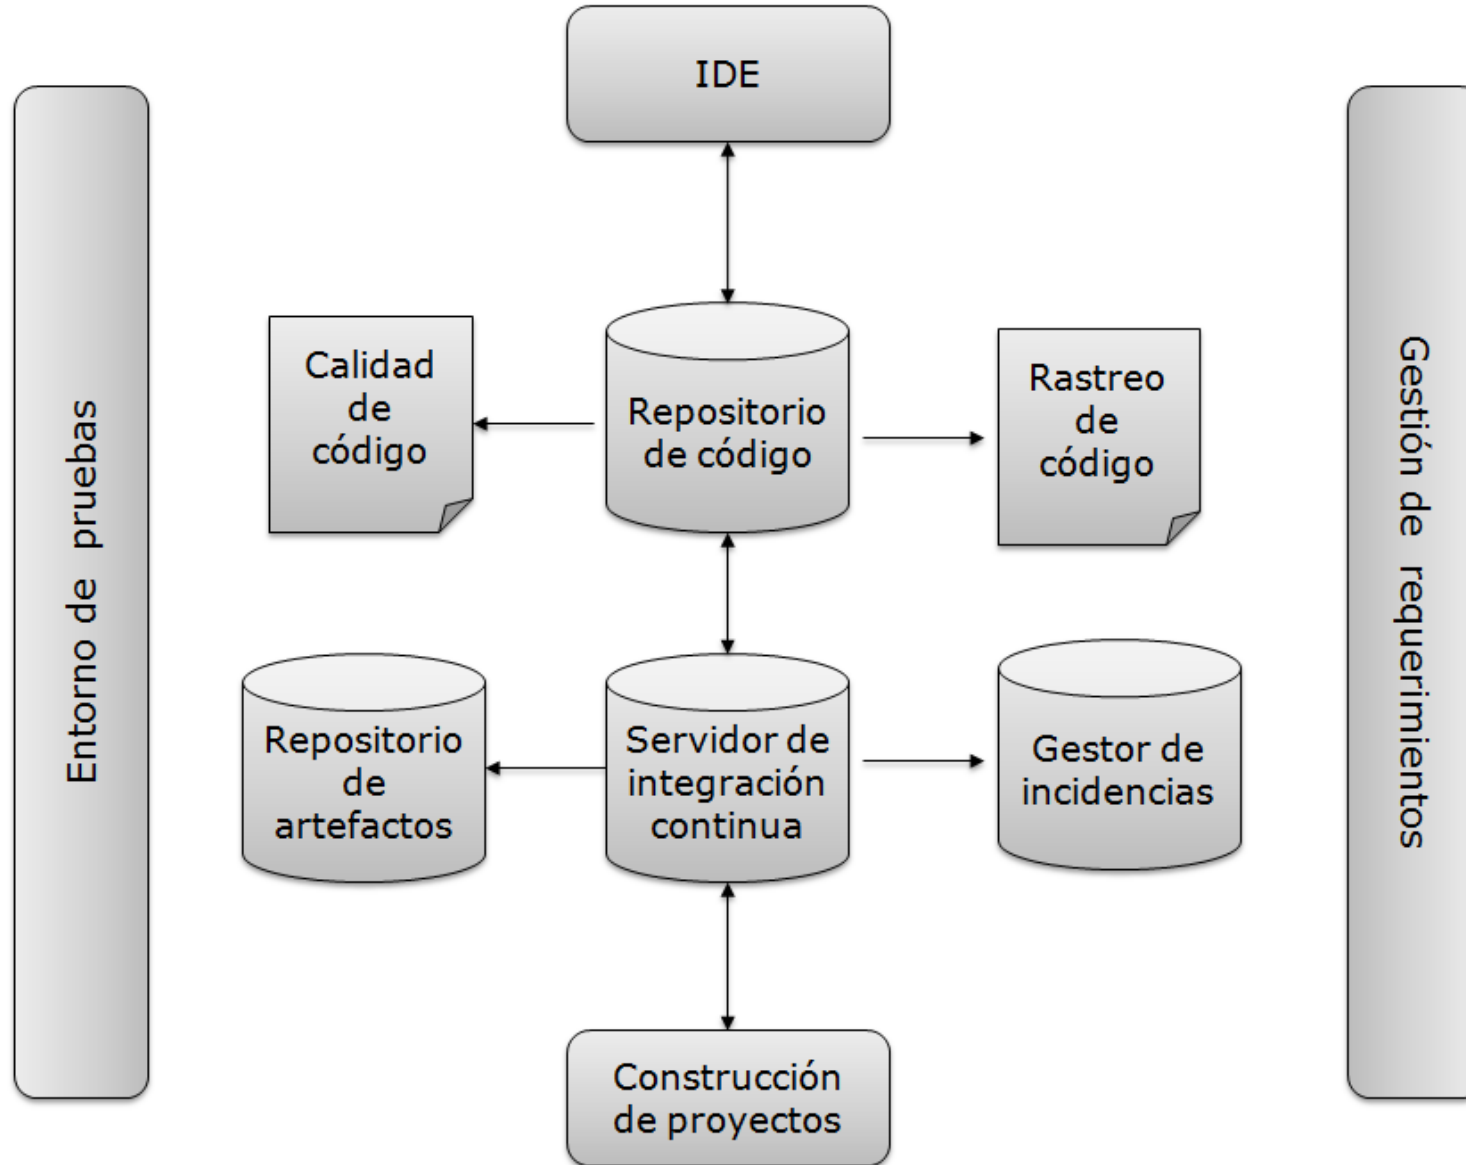 IDE
Entorno de pruebas
Calidad
de
código
Repositorio
de código
Rastreo
de
código
Gestión de requerimientos
Repositorio
de
artefactos
Servidor de
integración
continua
Gestor de
incidencias
Construcción
de proyectos